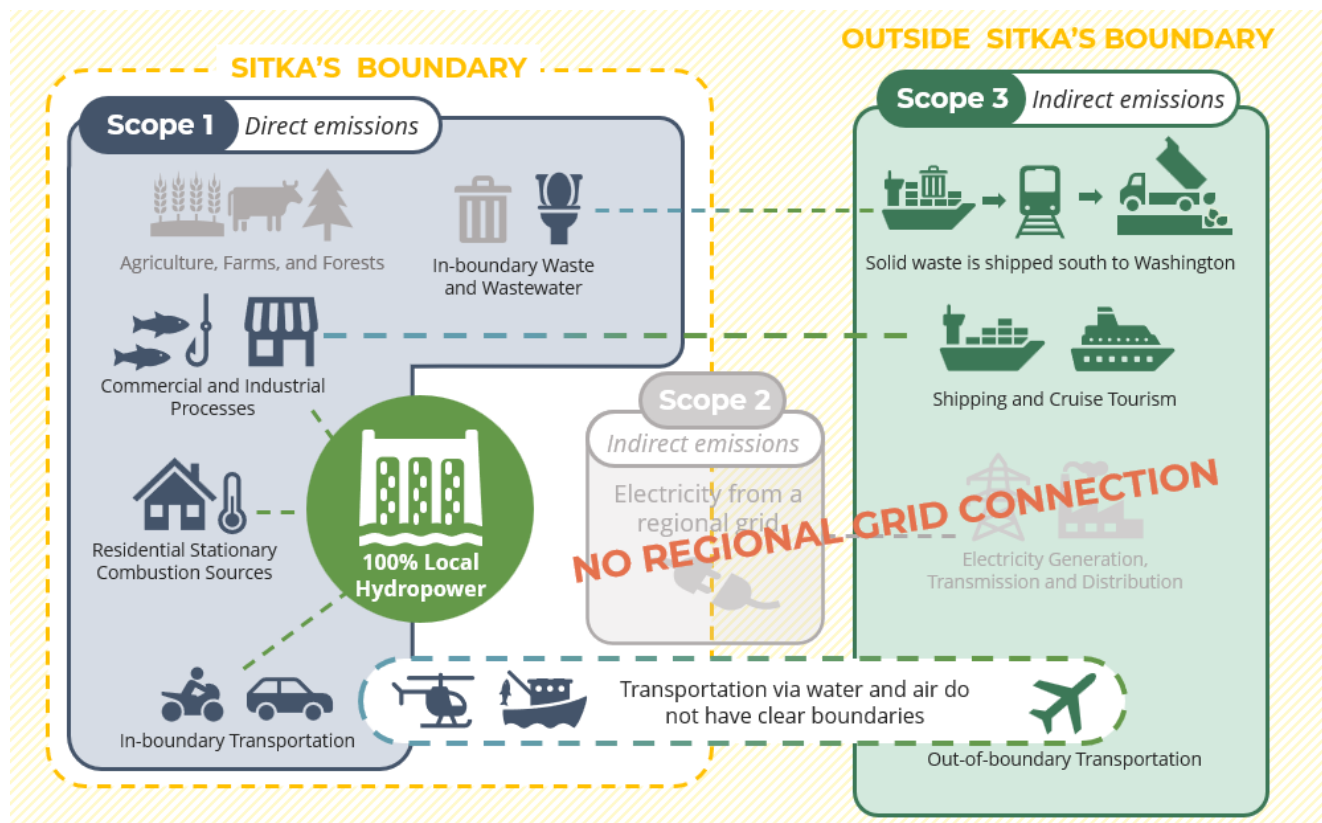 OUTSIDE SITKA'S BOUNDARY
SITKA'S BOUNDARY
Scope 1 Direct emissions
Agriculture, Farms, and Forests
In-boundary Waste
and Wastewater
Commercial and Industrial
Processes
Residential Stationary
Combustion Sources
100% Local
Hydropower
In-boundary Transportation
Scope 2
Indirect emissions
Electricity from a
regional grid
NO REGIONAL GRID CONNECTION
Transportation via water and air do
not have clear boundaries
Scope 3 Indirect emissions
Solid waste is shipped south to Washington
Shipping and Cruise Tourism
Electricity Generation,
Transmission and Distribution
Out-of-boundary Transportation